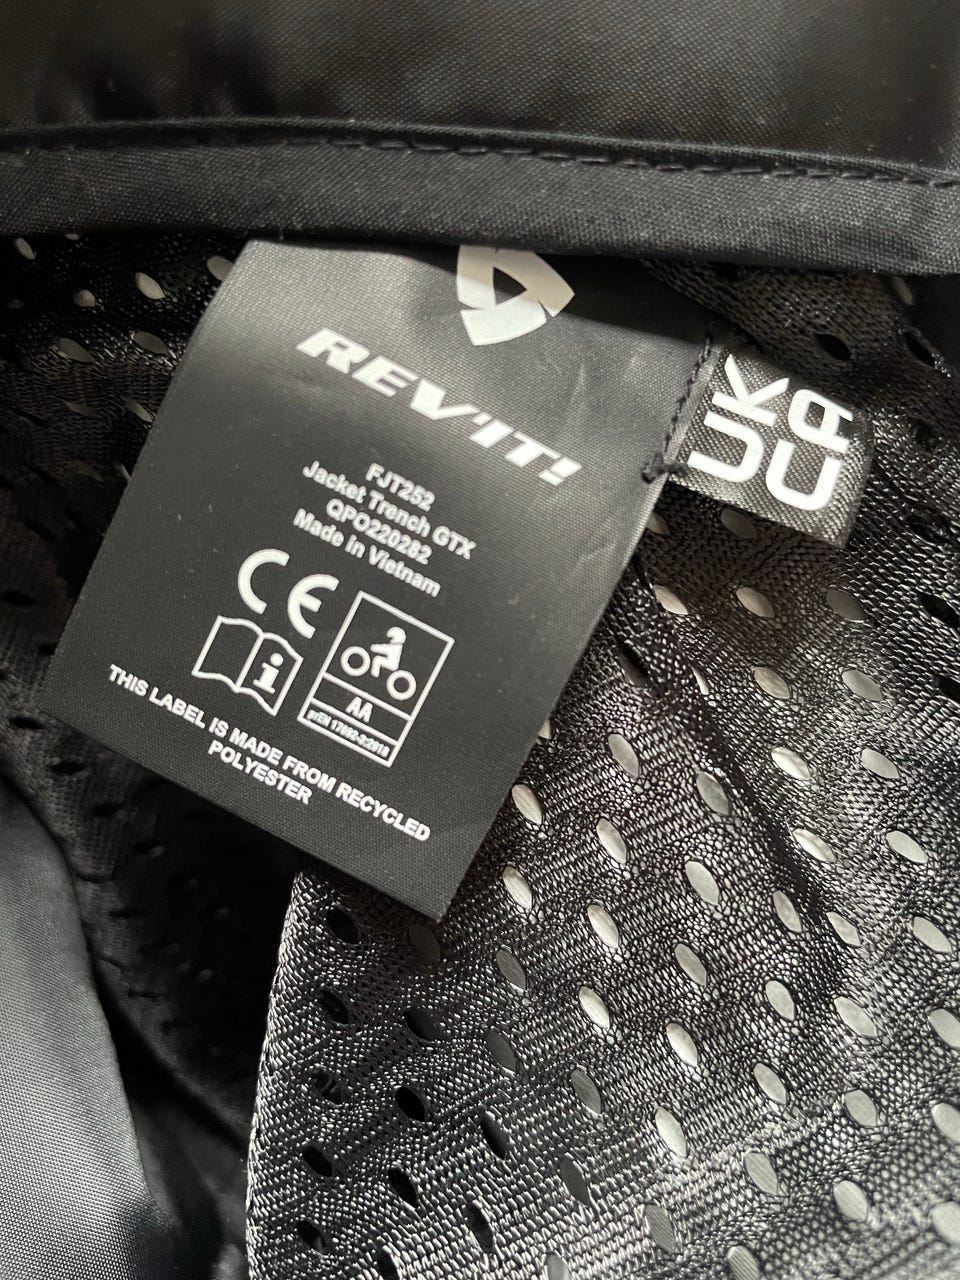 REV'IT!
FJT252
Jacket Trench GTX
QPO220282
Made in Vietnam
CE
i
AA
prEN 17092-3:2018
THIS LABEL IS MADE FROM RECYCLED
POLYESTER
UK
CA